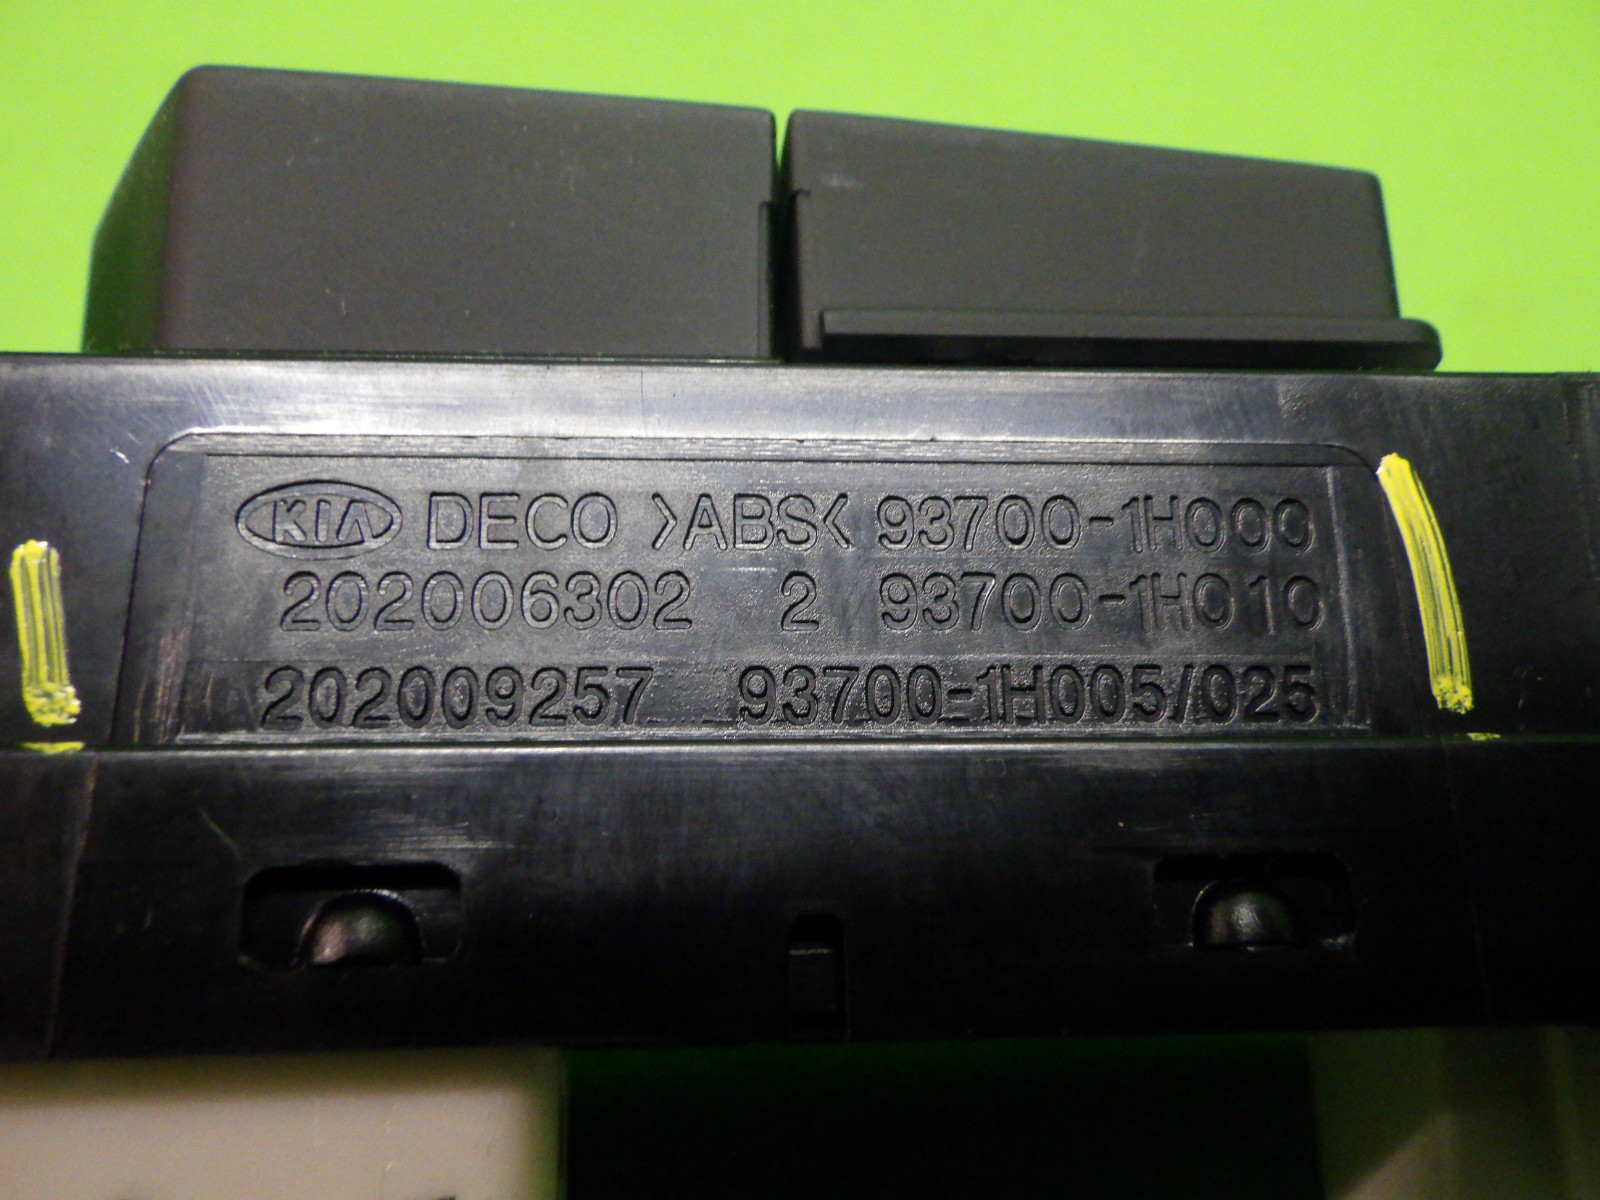 KIA DECO >ABS< 93700-1H000
202006302 2 93700-1H010
202009257 93700-1H005/025